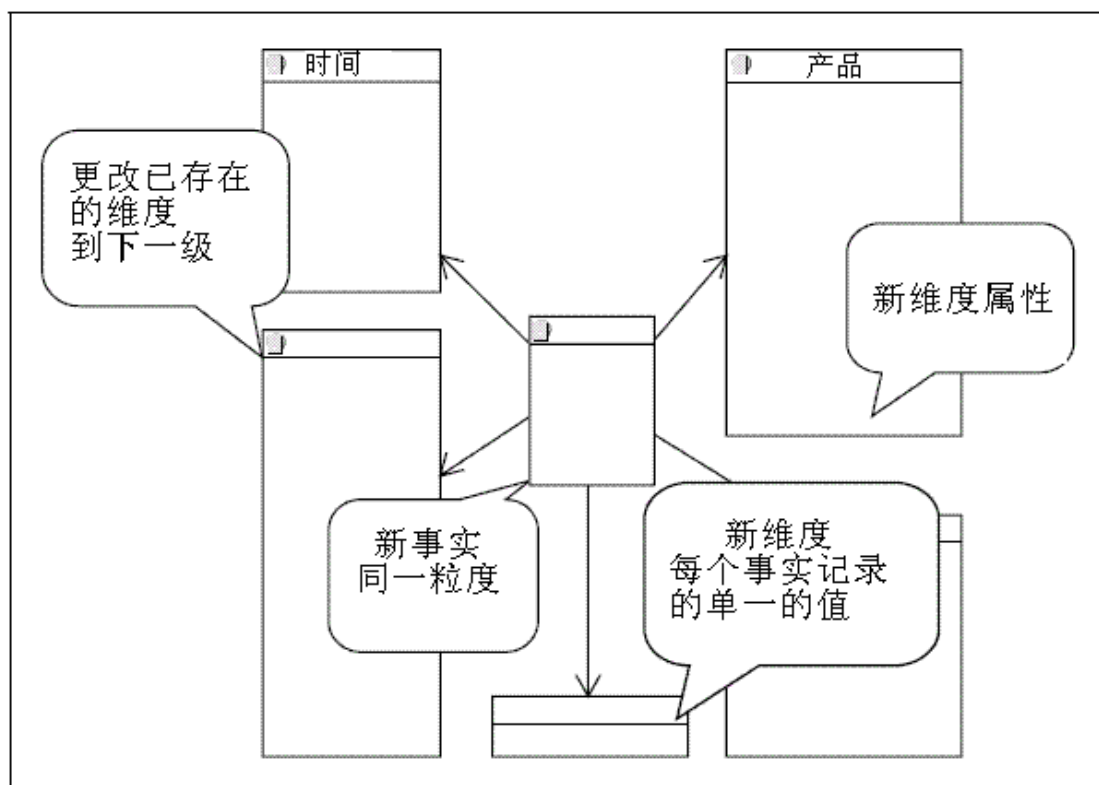 时间
产品
更改已存在
的维度
到下一级
新维度属性
新事实
同一粒度
新维度
每个事实记录
的单一的值